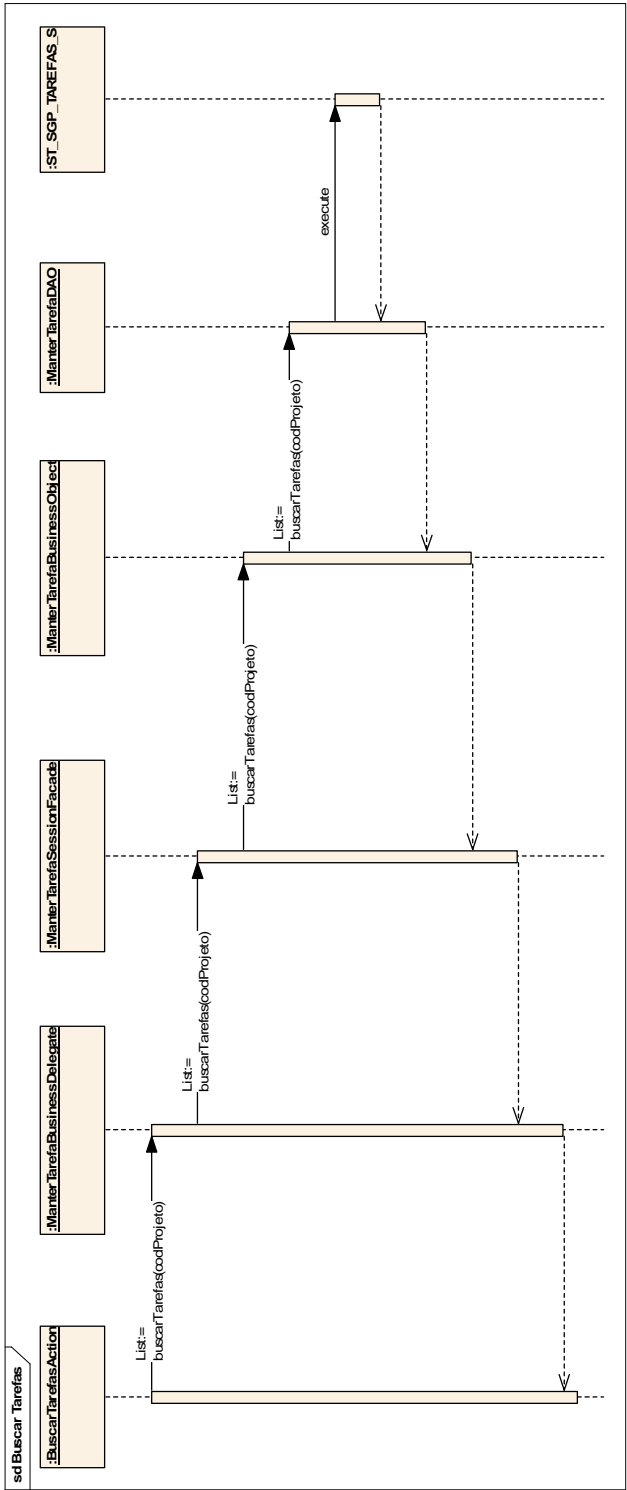 sd Buscar Tarefas
:BuscarTarefasAction
:ManterTarefaBusinessDelegate
:ManterTarefaSessionFacade
:ManterTarefaBusinessObject
:ManterTarefaDAO
:ST_SGP_TAREFAS_S
List:=
buscarTarefas(codProjeto)
List:=
buscarTarefas(codProjeto)
List:=
buscarTarefas(codProjeto)
List:=
buscarTarefas(codProjeto)
execute